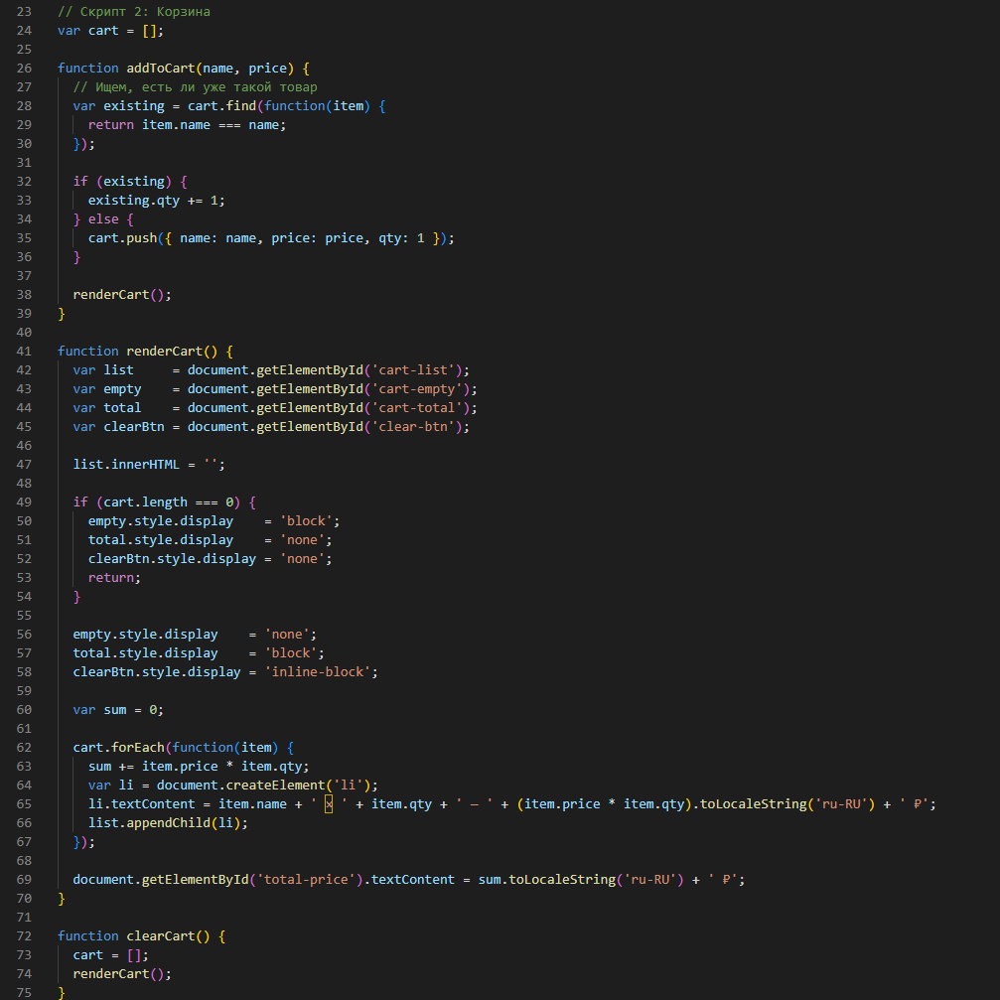 23 // Скрипт 2: Корзина
24 var cart = [];
25
26 function addToCart(name, price) {
27   // Ищем, есть ли уже такой товар
28   var existing = cart.find(function(item) {
29     return item.name === name;
30   });
31
32   if (existing) {
33     existing.qty += 1;
34   } else {
35     cart.push({ name: name, price: price, qty: 1 });
36   }
37
38   renderCart();
39 }
40
41 function renderCart() {
42   var list     = document.getElementById('cart-list');
43   var empty    = document.getElementById('cart-empty');
44   var total    = document.getElementById('cart-total');
45   var clearBtn = document.getElementById('clear-btn');
46
47   list.innerHTML = '';
48
49   if (cart.length === 0) {
50     empty.style.display    = 'block';
51     total.style.display    = 'none';
52     clearBtn.style.display = 'none';
53     return;
54   }
55
56   empty.style.display    = 'none';
57   total.style.display    = 'block';
58   clearBtn.style.display = 'inline-block';
59
60   var sum = 0;
61
62   cart.forEach(function(item) {
63     sum += item.price * item.qty;
64     var li = document.createElement('li');
65     li.textContent = item.name + ' × ' + item.qty + ' — ' + (item.price * item.qty).toLocaleString('ru-RU') + ' ₽';
66     list.appendChild(li);
67   });
68
69   document.getElementById('total-price').textContent = sum.toLocaleString('ru-RU') + ' ₽';
70 }
71
72 function clearCart() {
73   cart = [];
74   renderCart();
75 }